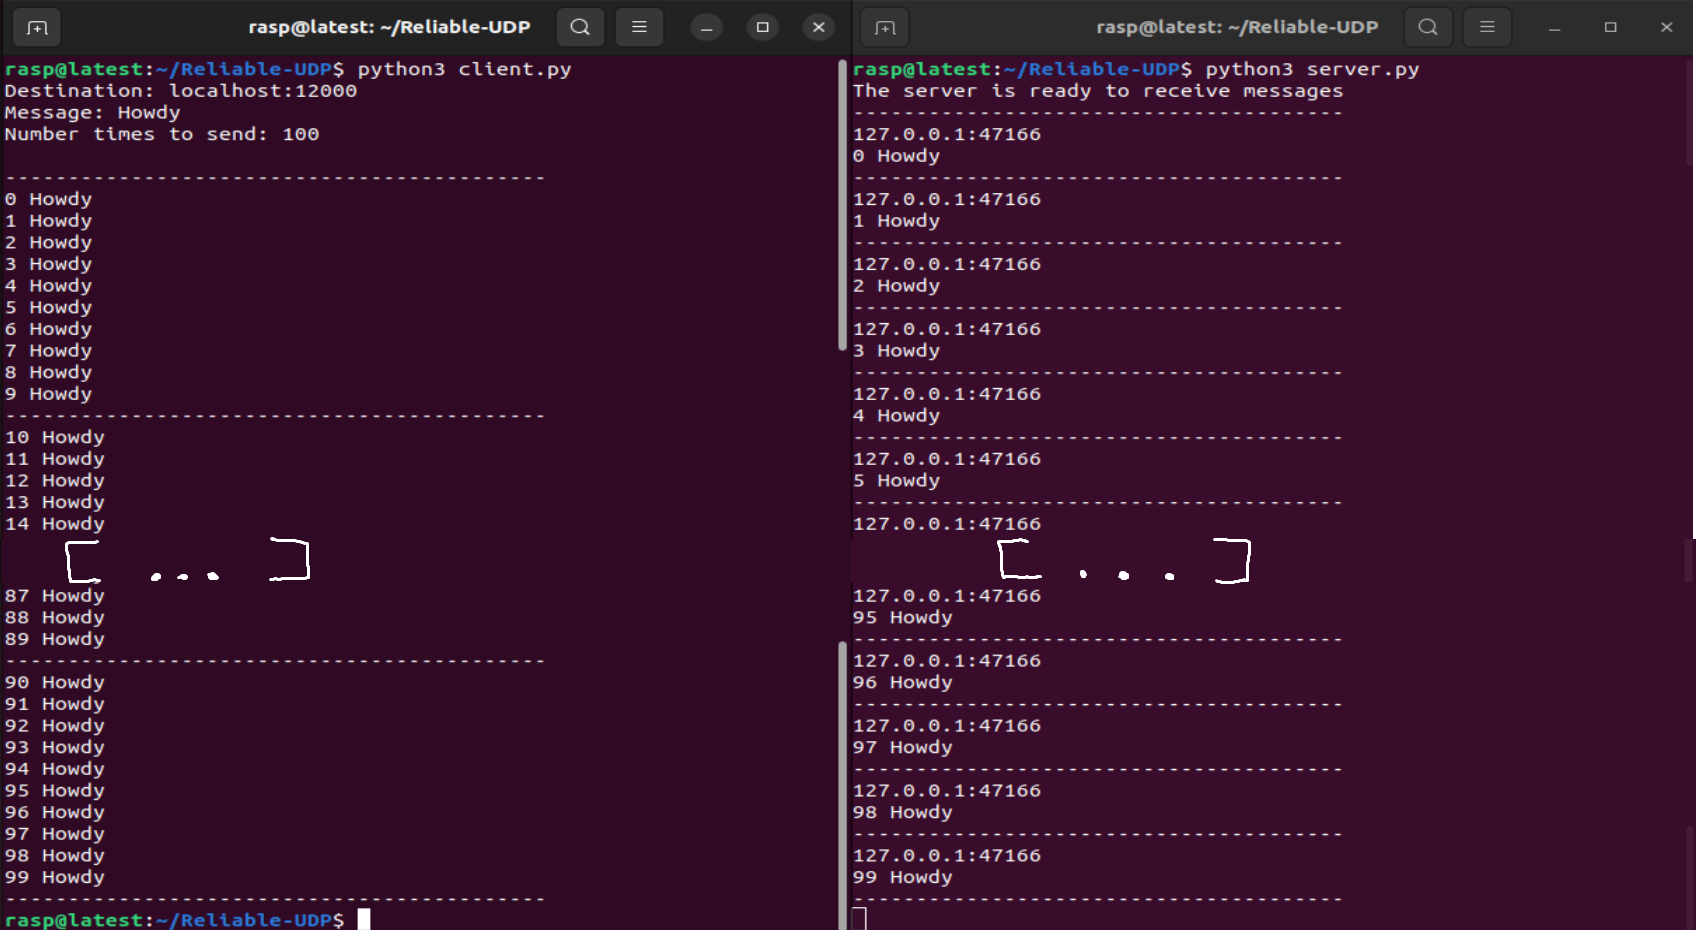 rasp@latest: ~/Reliable-UDP
rasp@latest:~/Reliable-UDP$ python3 client.py
Destination: localhost:12000
Message: Howdy
Number times to send: 100
-------------------------------------------
0 Howdy
1 Howdy
2 Howdy
3 Howdy
4 Howdy
5 Howdy
6 Howdy
7 Howdy
8 Howdy
9 Howdy
-------------------------------------------
10 Howdy
11 Howdy
12 Howdy
13 Howdy
14 Howdy
[ ... ]
87 Howdy
88 Howdy
89 Howdy
-------------------------------------------
90 Howdy
91 Howdy
92 Howdy
93 Howdy
94 Howdy
95 Howdy
96 Howdy
97 Howdy
98 Howdy
99 Howdy
-------------------------------------------
rasp@latest:~/Reliable-UDP$
rasp@latest: ~/Reliable-UDP
rasp@latest:~/Reliable-UDP$ python3 server.py
The server is ready to receive messages
---------------------------------------
127.0.0.1:47166
0 Howdy
---------------------------------------
127.0.0.1:47166
1 Howdy
---------------------------------------
127.0.0.1:47166
2 Howdy
---------------------------------------
127.0.0.1:47166
3 Howdy
---------------------------------------
127.0.0.1:47166
4 Howdy
---------------------------------------
127.0.0.1:47166
5 Howdy
---------------------------------------
127.0.0.1:47166
[ ... ]
127.0.0.1:47166
95 Howdy
---------------------------------------
127.0.0.1:47166
96 Howdy
---------------------------------------
127.0.0.1:47166
97 Howdy
---------------------------------------
127.0.0.1:47166
98 Howdy
---------------------------------------
127.0.0.1:47166
99 Howdy
---------------------------------------